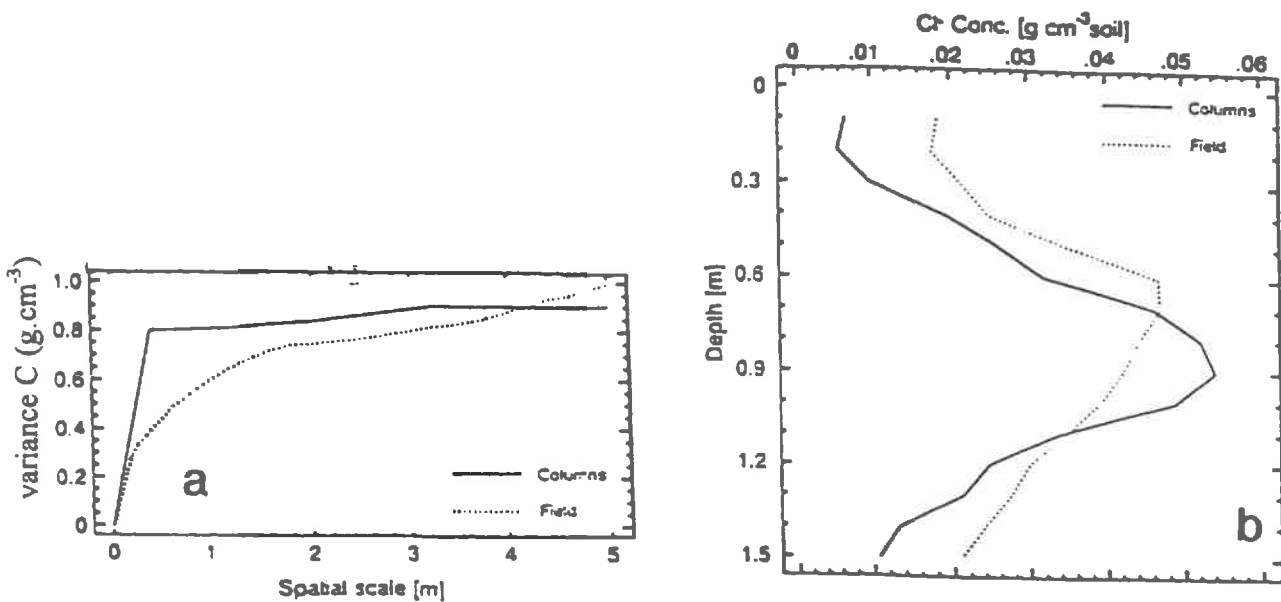 variance C (g.cm⁻³)
1.0
0.8
0.6
0.4
0.2
0
a
Columns
Field
0 1 2 3 4 5
Spatial scale [m]
Cl- Conc. [g cm⁻³soil]
0 .01 .02 .03 .04 .05 .06
Depth [m]
0
0.3
0.6
0.9
1.2
1.5
Columns
Field
b